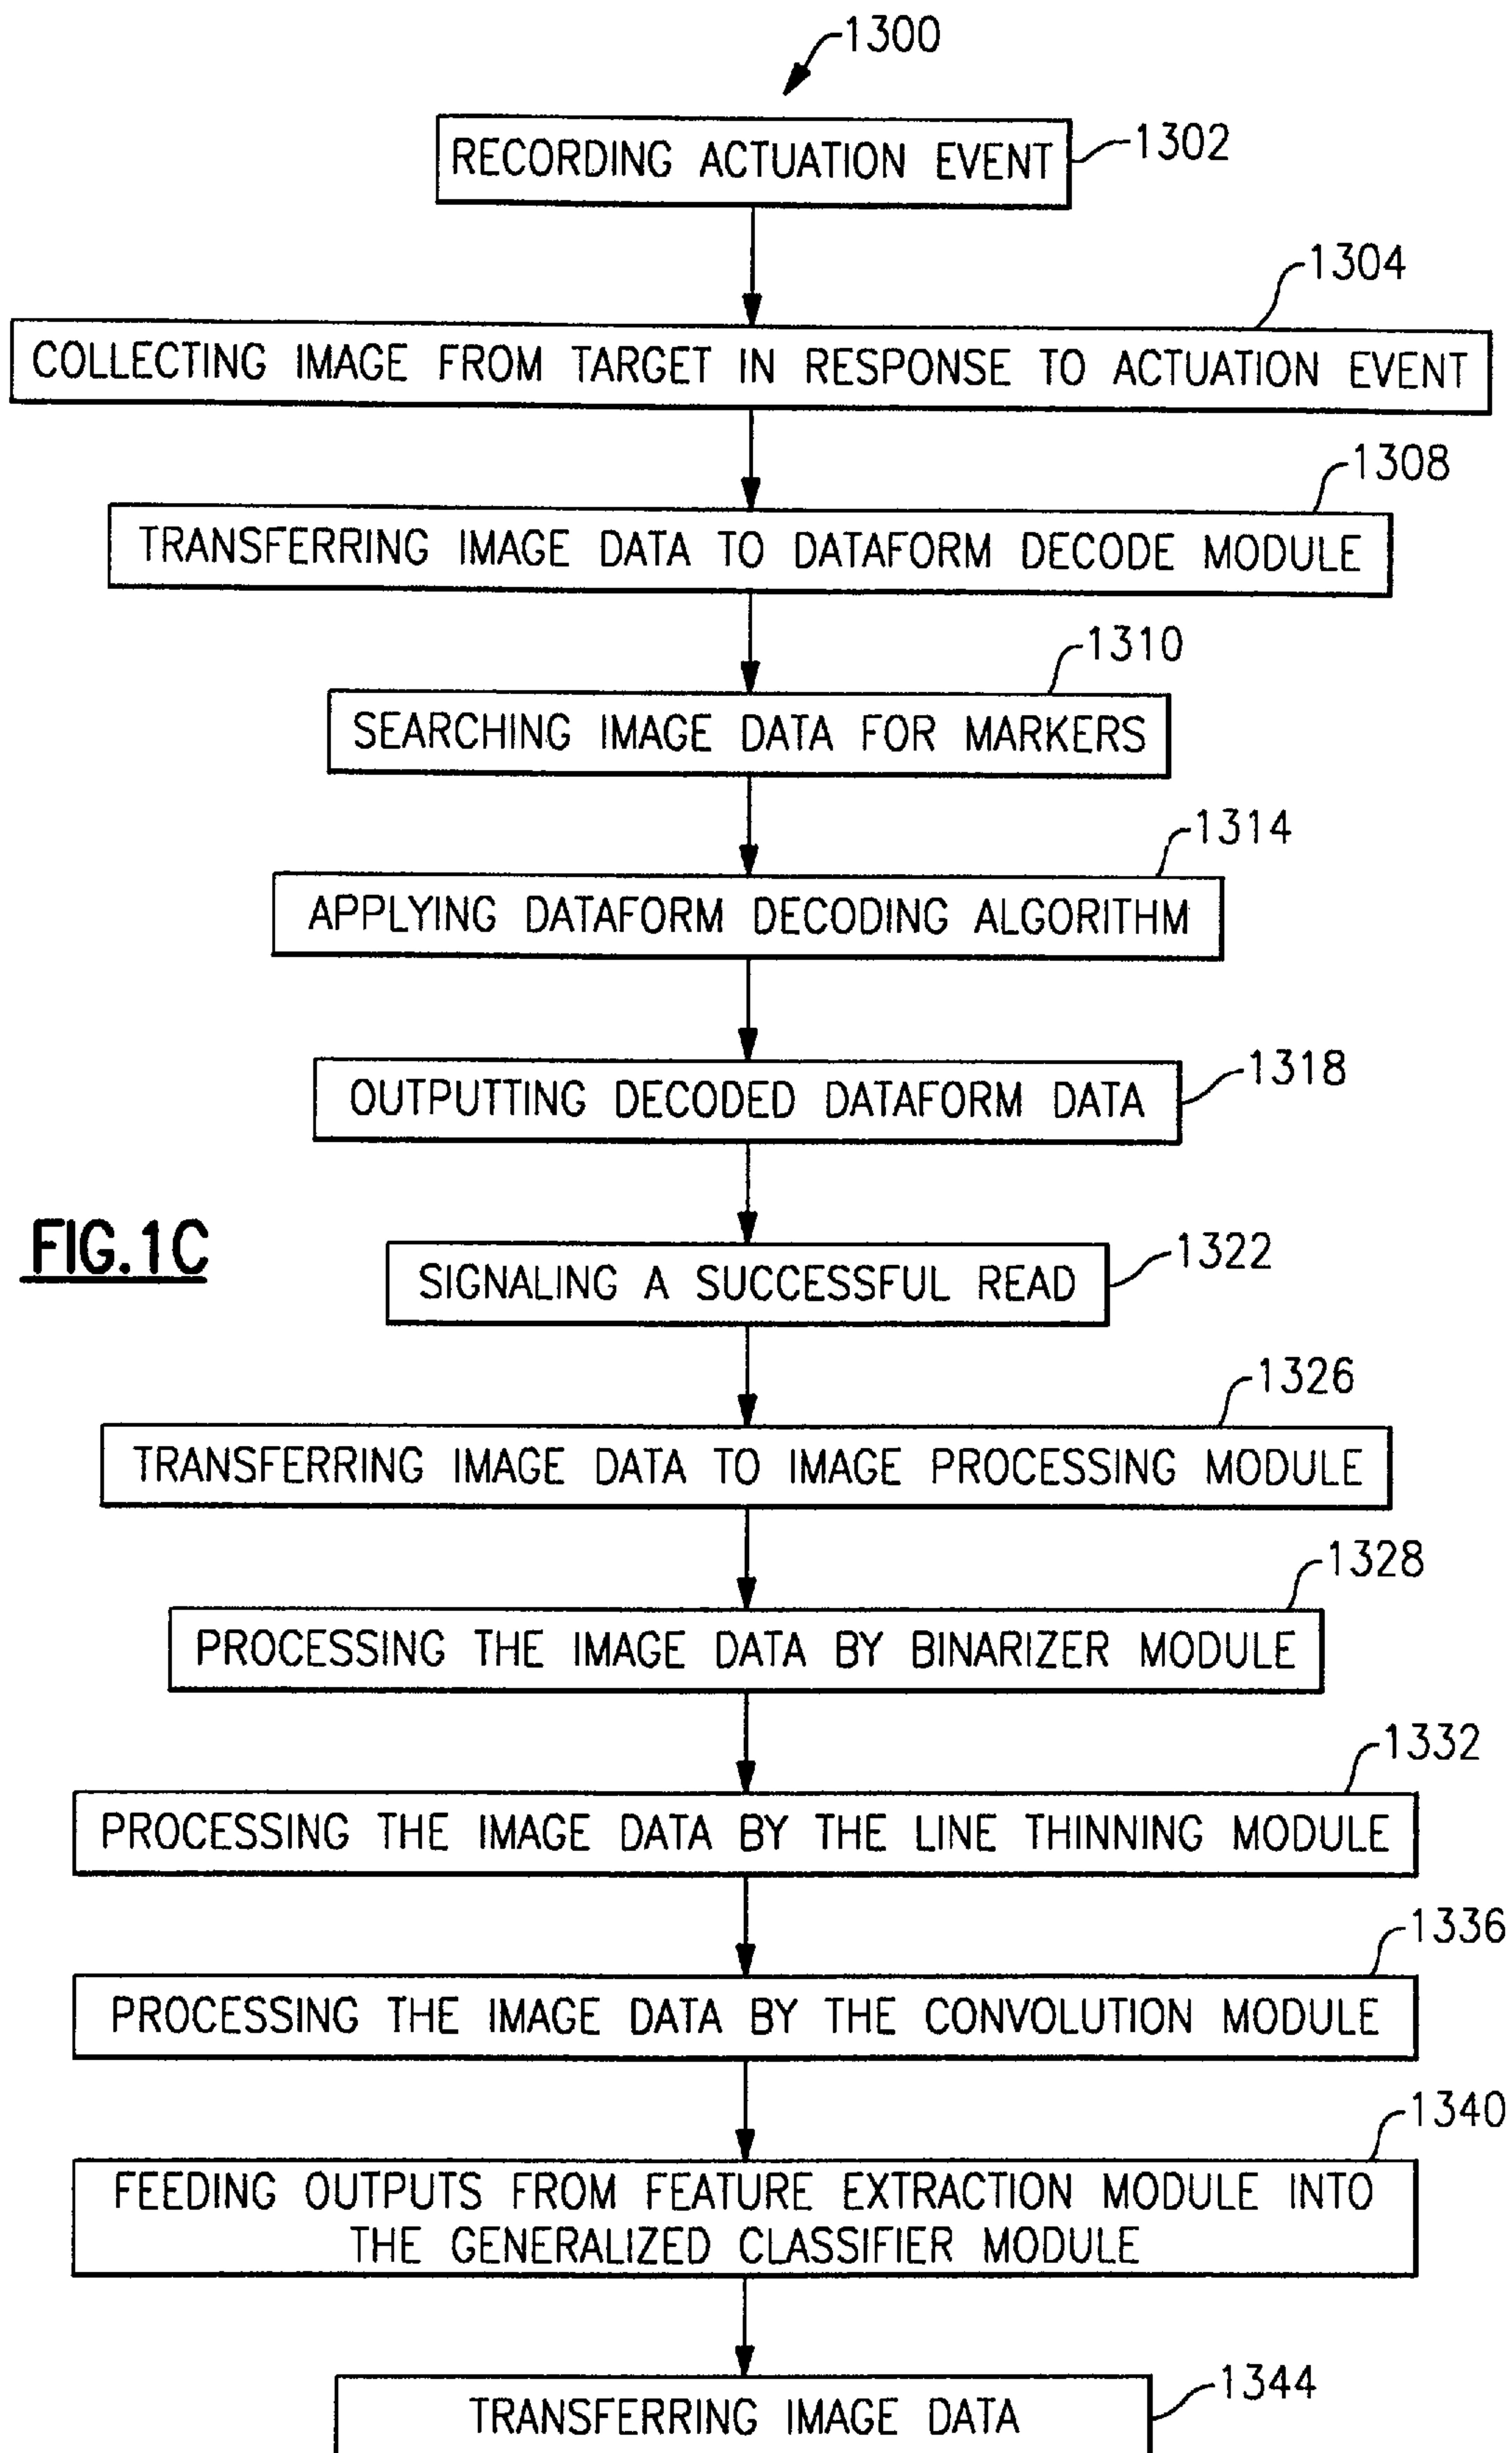 1300
RECORDING ACTUATION EVENT
1302
1304
COLLECTING IMAGE FROM TARGET IN RESPONSE TO ACTUATION EVENT
1308
TRANSFERRING IMAGE DATA TO DATAFORM DECODE MODULE
1310
SEARCHING IMAGE DATA FOR MARKERS
1314
APPLYING DATAFORM DECODING ALGORITHM
1318
OUTPUTTING DECODED DATAFORM DATA
FIG.1C
1322
SIGNALING A SUCCESSFUL READ
1326
TRANSFERRING IMAGE DATA TO IMAGE PROCESSING MODULE
1328
PROCESSING THE IMAGE DATA BY BINARIZER MODULE
1332
PROCESSING THE IMAGE DATA BY THE LINE THINNING MODULE
1336
PROCESSING THE IMAGE DATA BY THE CONVOLUTION MODULE
1340
FEEDING OUTPUTS FROM FEATURE EXTRACTION MODULE INTO
THE GENERALIZED CLASSIFIER MODULE
1344
TRANSFERRING IMAGE DATA